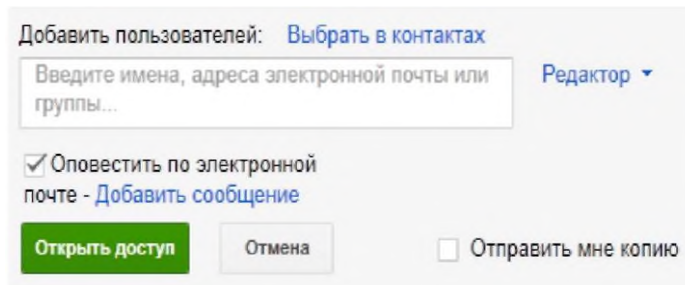 Добавить пользователей: Выбрать в контактах
Введите имена, адреса электронной почты или Редактор
группы...
Оповестить по электронной
почте - Добавить сообщение
Открыть доступ Отмена Отправить мне копию